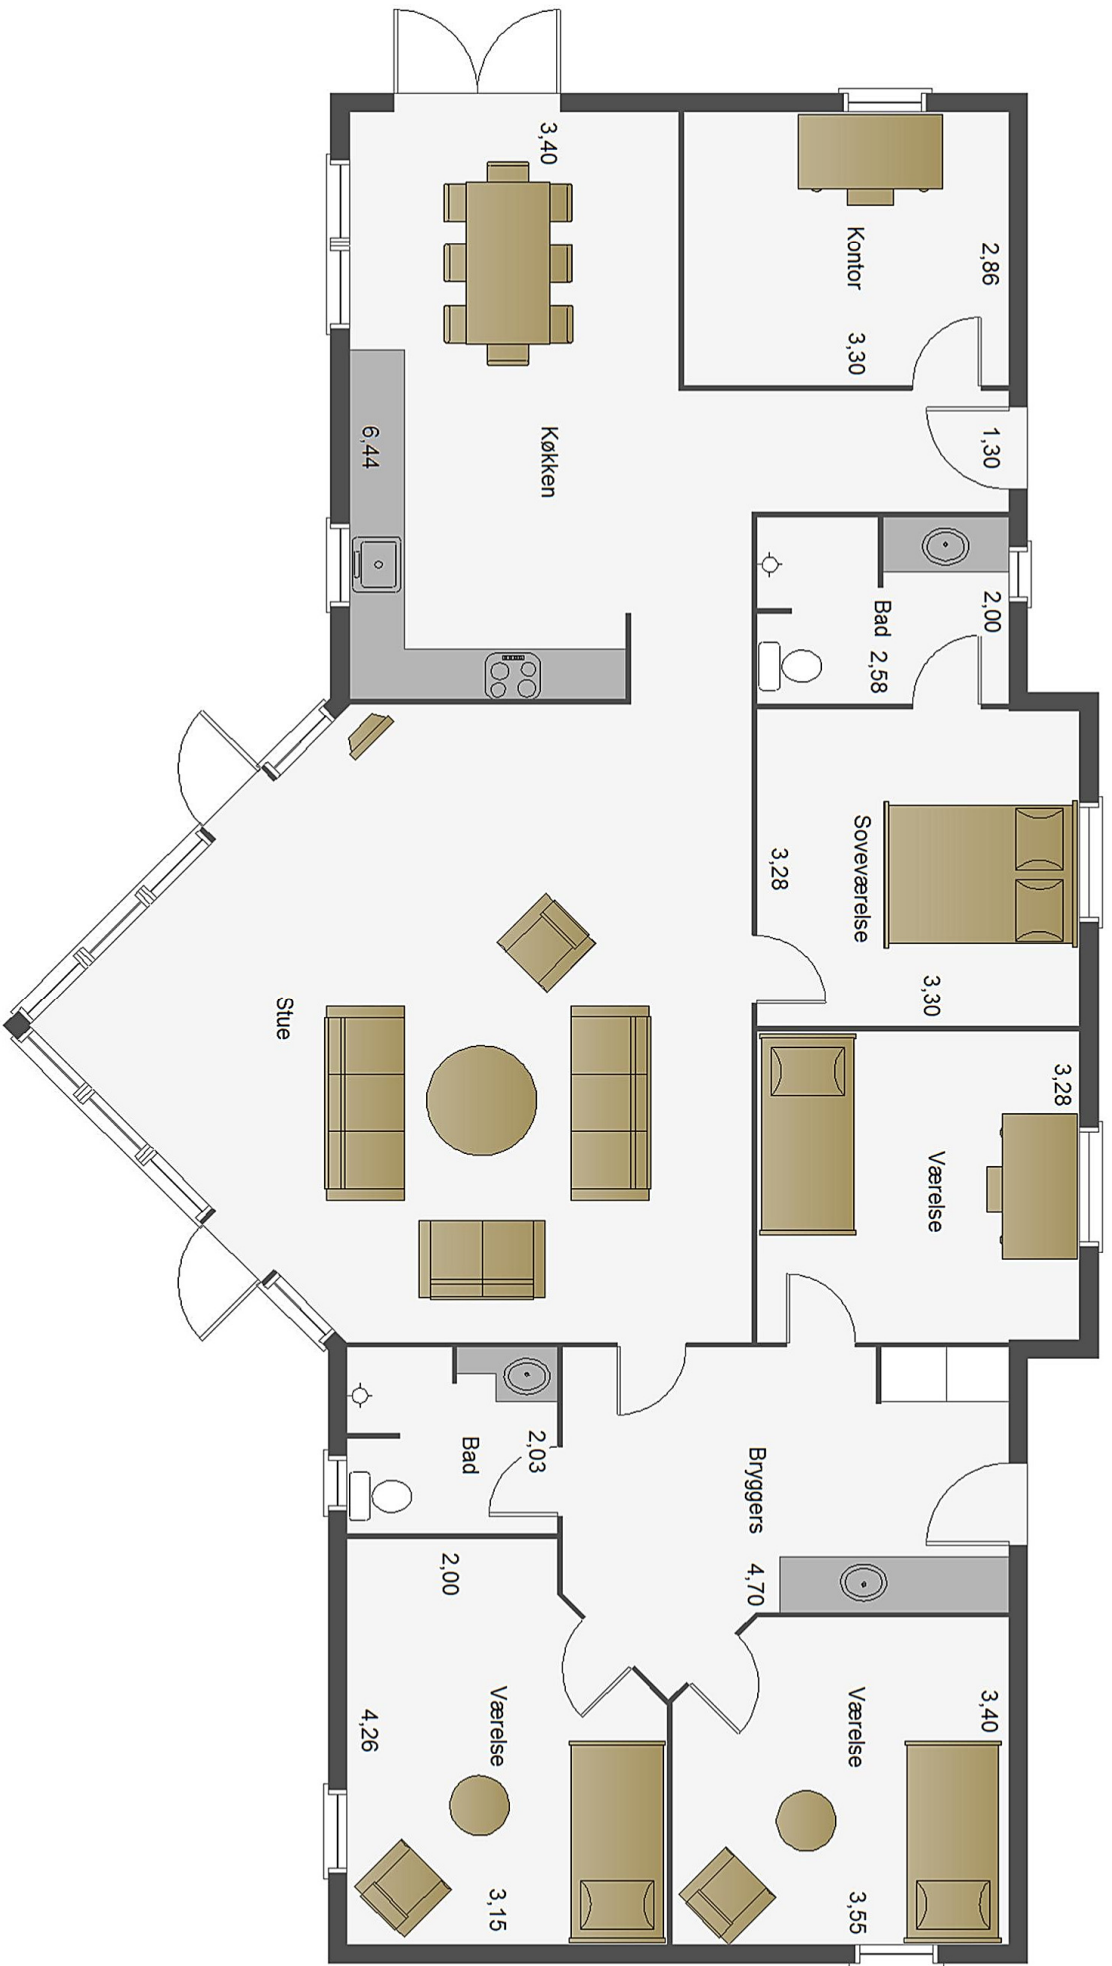 3,40
2,86
Kontor
3,30
1,30
6,44
Køkken
2,00
Bad 2,58
3,28
Soveværelse
3,30
Stue
3,28
Værelse
2,03
Bad
Bryggers
4,70
2,00
3,40
Værelse
Værelse
4,26
3,15
3,55